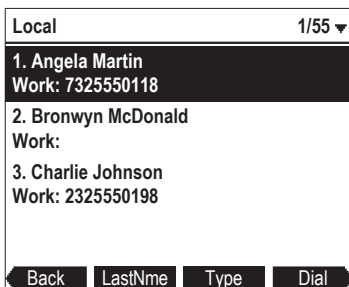 Local 1/55
1. Angela Martin
Work: 7325550118
2. Bronwyn McDonald
Work:
3. Charlie Johnson
Work: 2325550198
Back LastNme Type Dial